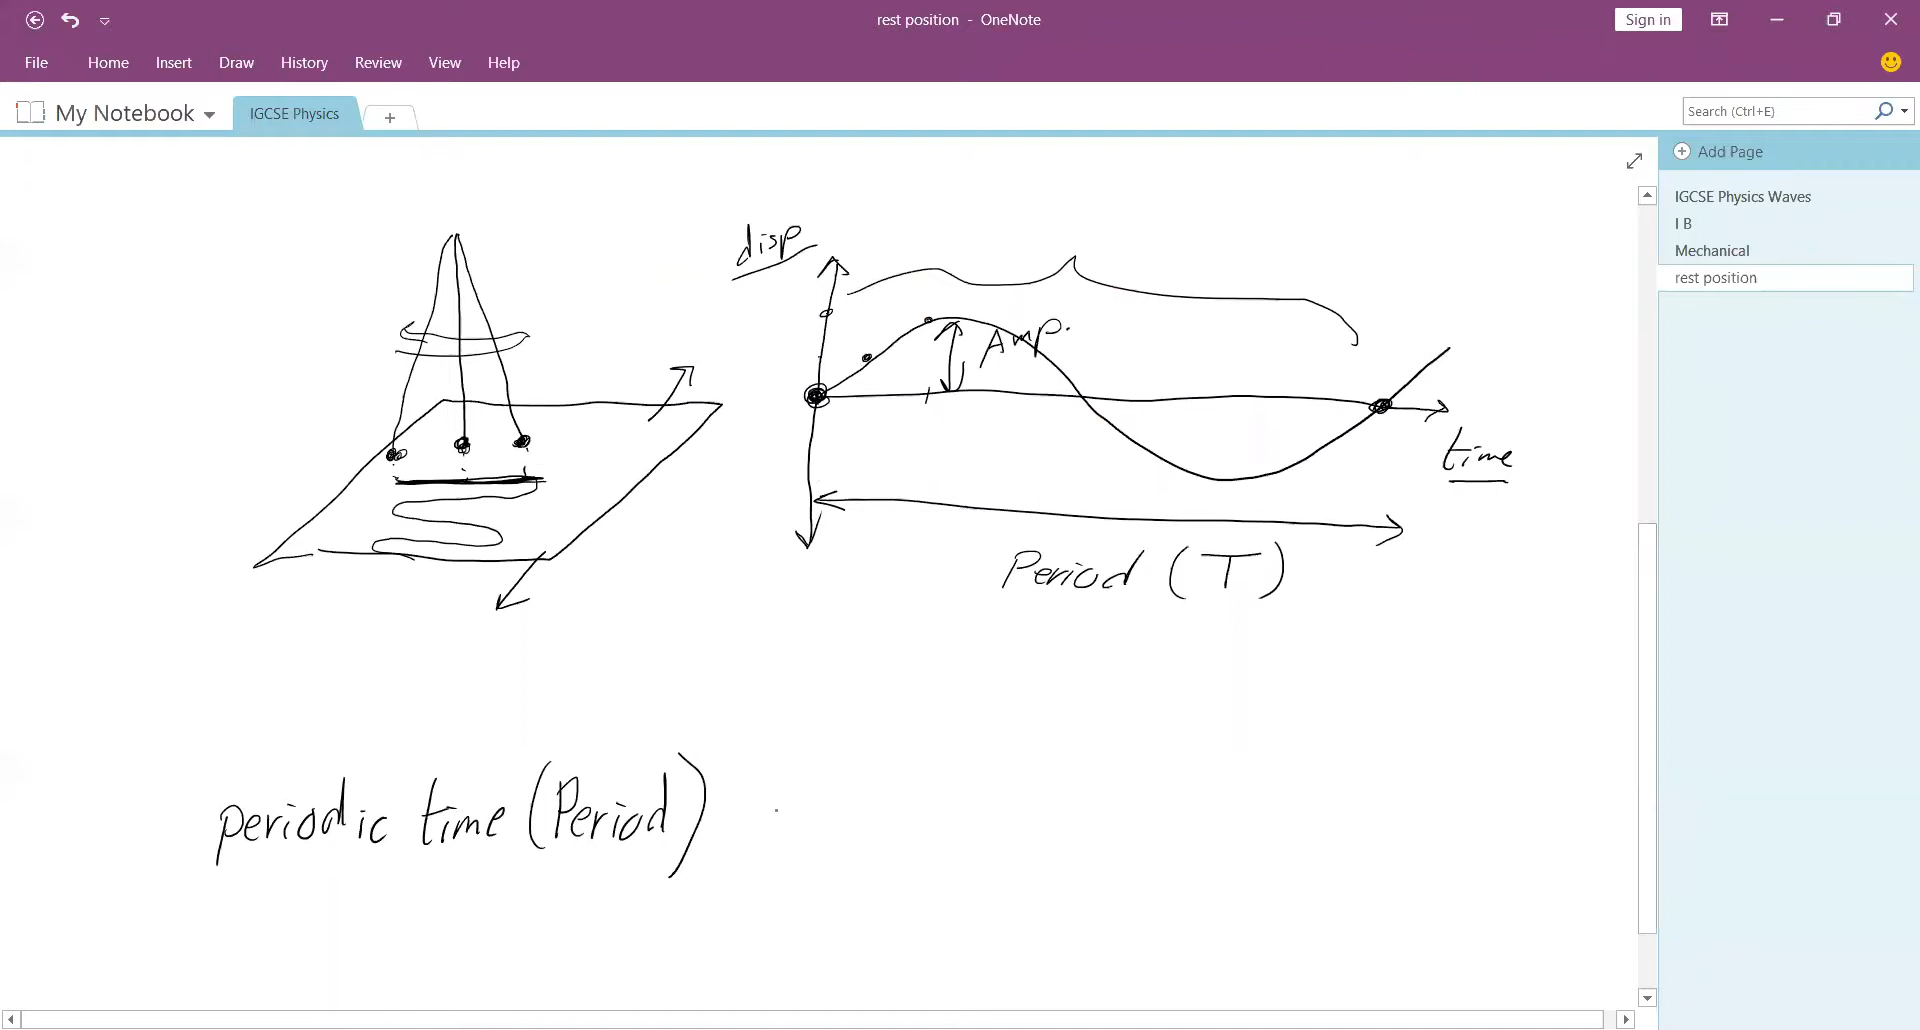 rest position - OneNote
Sign in
File Home Insert Draw History Review View Help
My Notebook
IGCSE Physics
Search (Ctrl+E)
Add Page
IGCSE Physics Waves
I B
Mechanical
rest position
disp
Amp.
time
Period (T)
periodic time (Period)